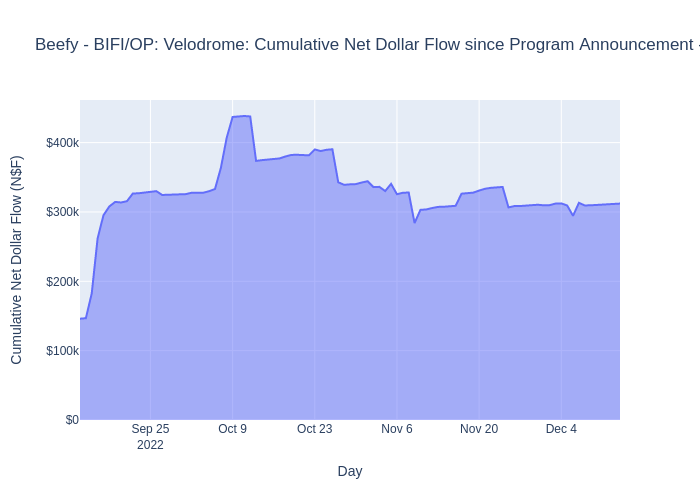 Beefy - BIFI/OP: Velodrome: Cumulative Net Dollar Flow since Program Announcement -
Cumulative Net Dollar Flow (N$F)
$400k
$300k
$200k
$100k
$0
Sep 25
2022
Oct 9
Oct 23
Nov 6
Nov 20
Dec 4
Day